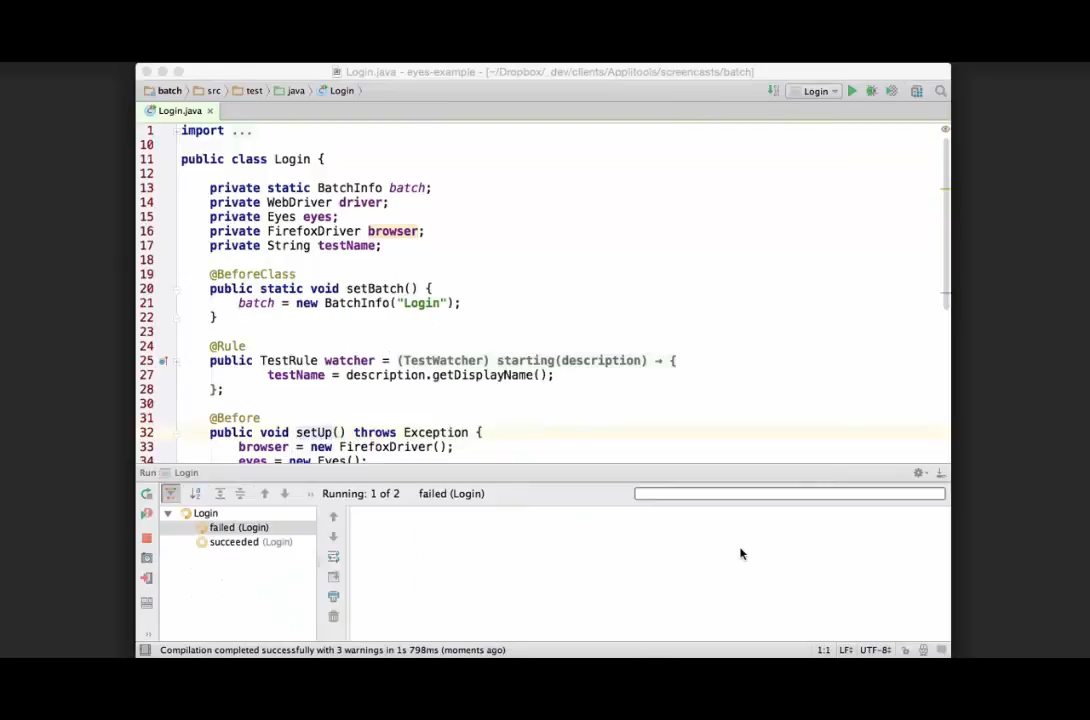 Login.java - eyes-example - [~/Dropbox/_dev/clients/Applitools/screencasts/batch]
batch src test java Login Login
Login.java
1 import ...
10
11 public class Login {
12
13 private static BatchInfo batch;
14 private WebDriver driver;
15 private Eyes eyes;
16 private FirefoxDriver browser;
17 private String testName;
18
19 @BeforeClass
20 public static void setBatch() {
21 batch = new BatchInfo("Login");
22 }
23
24 @Rule
25 public TestRule watcher = (TestWatcher) starting(description) → {
27 testName = description.getDisplayName();
28 };
30
31 @Before
32 public void setUp() throws Exception {
33 browser = new FirefoxDriver();
34 eyes = new Eyes();
Run Login
Running: 1 of 2 failed (Login)
Login
failed (Login)
succeeded (Login)
Compilation completed successfully with 3 warnings in 1s 798ms (moments ago) 1:1 LF÷ UTF-8÷